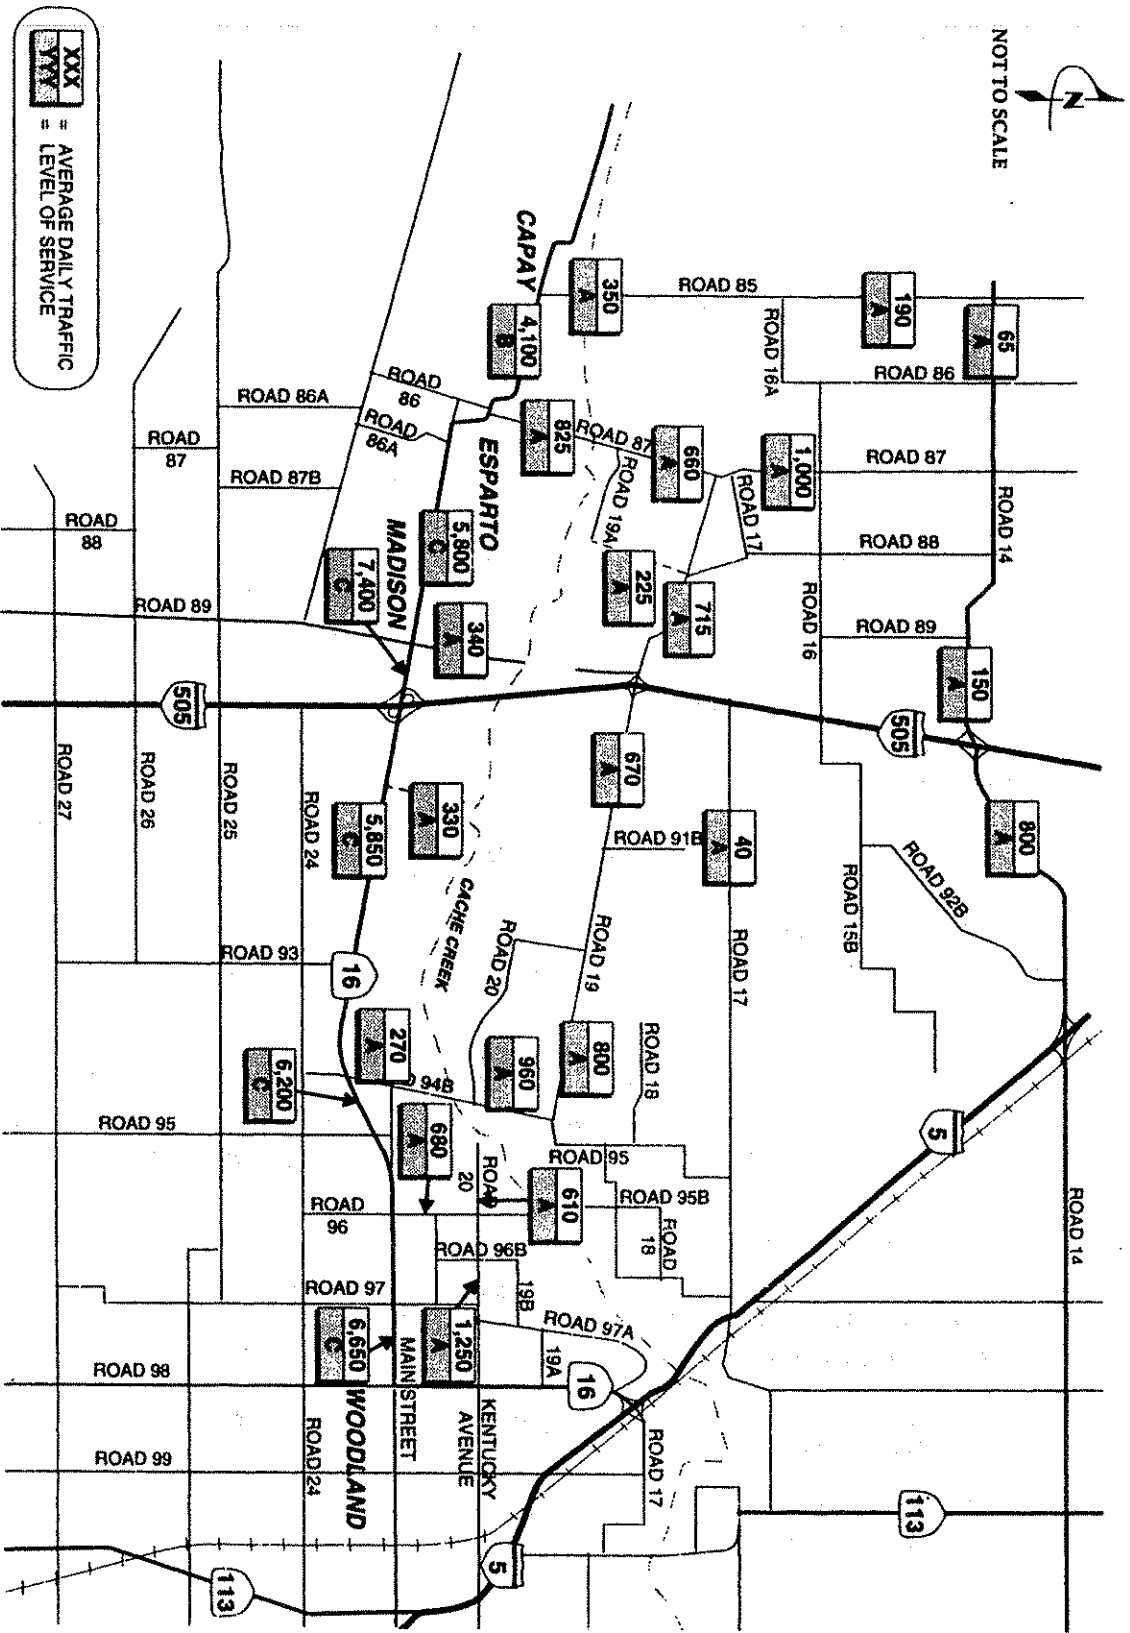 NOT TO SCALE
N
65
A
190
A
350
A
ROAD 85
ROAD 16A
ROAD 86
CAPAY
4,100
B
ROAD
86
ROAD 86A
ROAD
86A
ROAD
87
ROAD 87B
ROAD
88
825
A
ROAD 87
660
A
1,000
A
ROAD 87
ROAD 19A
ROAD 17
ROAD 88
ROAD 14
ESPARTO
5,800
C
MADISON
7,400
C
340
A
225
A
715
A
ROAD 16
ROAD 89
ROAD 89
150
A
505
505
ROAD 27
ROAD 26
ROAD 25
ROAD 24
5,850
C
330
A
670
A
ROAD 91B
40
A
800
A
ROAD 92B
ROAD 15B
ROAD 17
ROAD 19
ROAD 20
CACHE CREEK
ROAD 93
16
270
A
94B
6,200
C
960
A
800
A
ROAD 18
5
ROAD 95
680
A
ROAD
20
ROAD 95
610
A
ROAD 95B
ROAD
18
ROAD
96
ROAD 96B
19B
ROAD 14
ROAD 97
ROAD 97A
6,650
C
1,250
A
19A
16
ROAD 98
MAIN STREET
WOODLAND
KENTUCKY
AVENUE
ROAD 99
ROAD 24
ROAD 17
113
5
113
XXX = AVERAGE DAILY TRAFFIC
YYY = LEVEL OF SERVICE